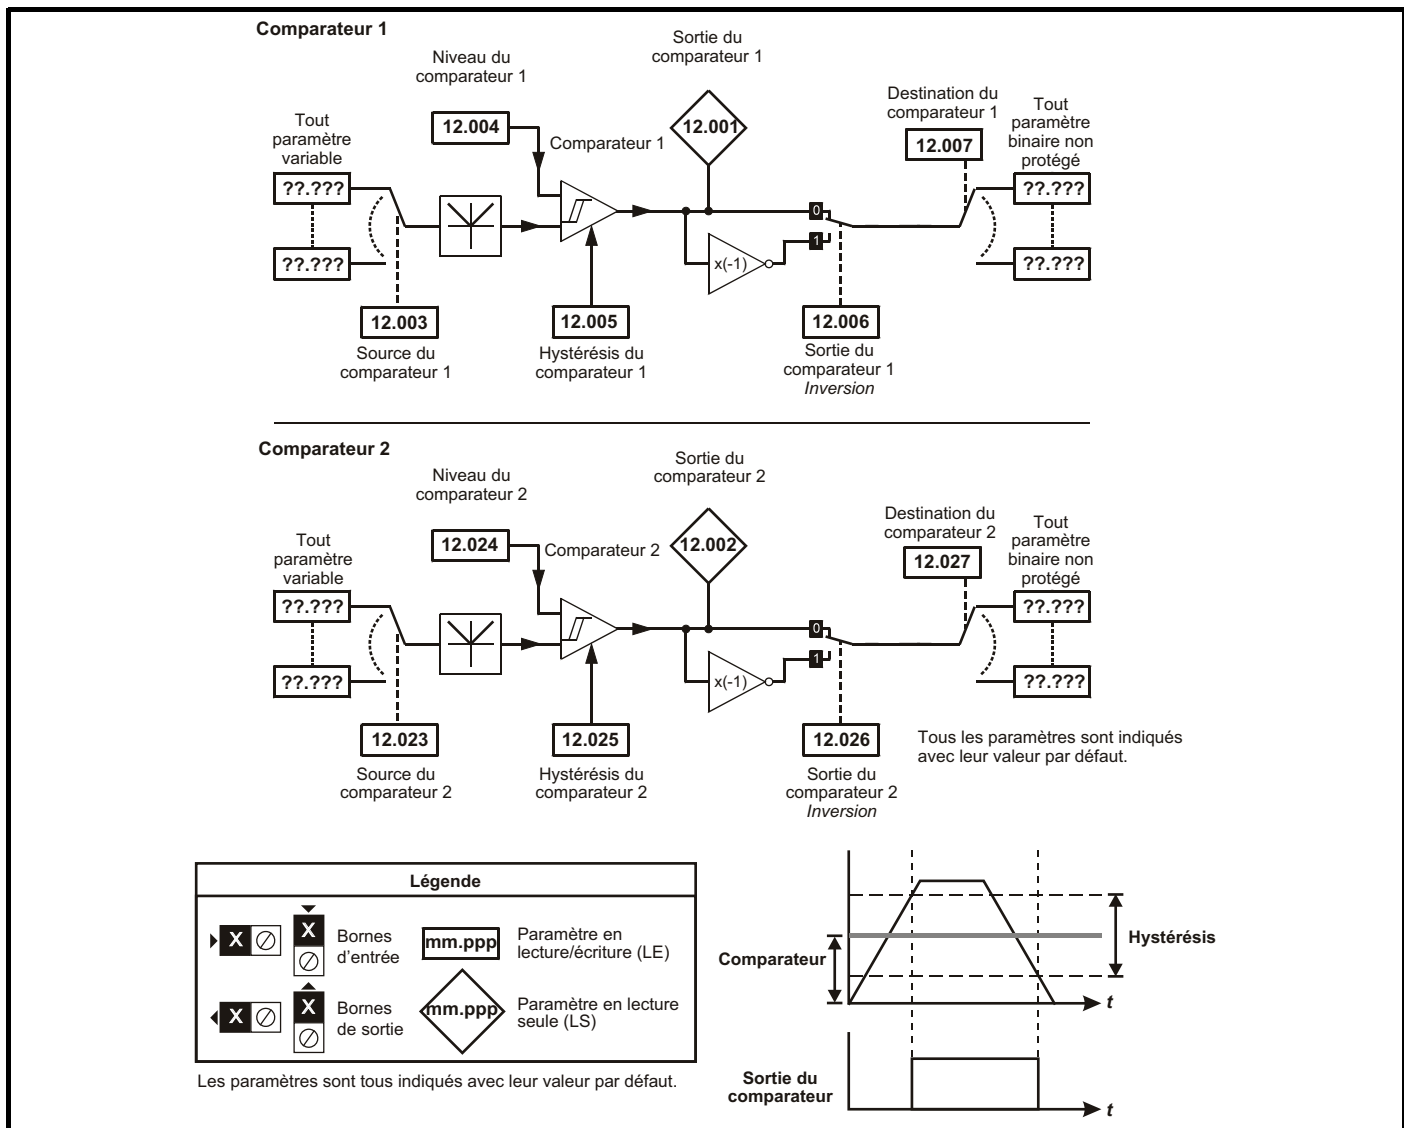 Comparateur 1
Sortie du
comparateur 1
Niveau du
comparateur 1
Destination du
comparateur 1
Tout
paramètre
variable
12.004
Comparateur 1
12.001
12.007
Tout
paramètre
binaire non
protégé
??.???
??.???
0
1
x(-1)
??.???
??.???
12.003
Source du
comparateur 1
12.005
Hystérésis du
comparateur 1
12.006
Sortie du
comparateur 1
Inversion
Comparateur 2
Sortie du
comparateur 2
Niveau du
comparateur 2
Destination du
comparateur 2
Tout
paramètre
variable
12.024
Comparateur 2
12.002
12.027
Tout
paramètre
binaire non
protégé
??.???
??.???
0
1
x(-1)
??.???
??.???
12.023
Source du
comparateur 2
12.025
Hystérésis du
comparateur 2
12.026
Sortie du
comparateur 2
Inversion
Tous les paramètres sont indiqués
avec leur valeur par défaut.
Légende
X
X
Bornes
d'entrée
mm.ppp
Paramètre en
lecture/écriture (LE)
X
X
Bornes
de sortie
mm.ppp
Paramètre en lecture
seule (LS)
Les paramètres sont tous indiqués avec leur valeur par défaut.
Comparateur
Hystérésis
t
Sortie du
comparateur
t